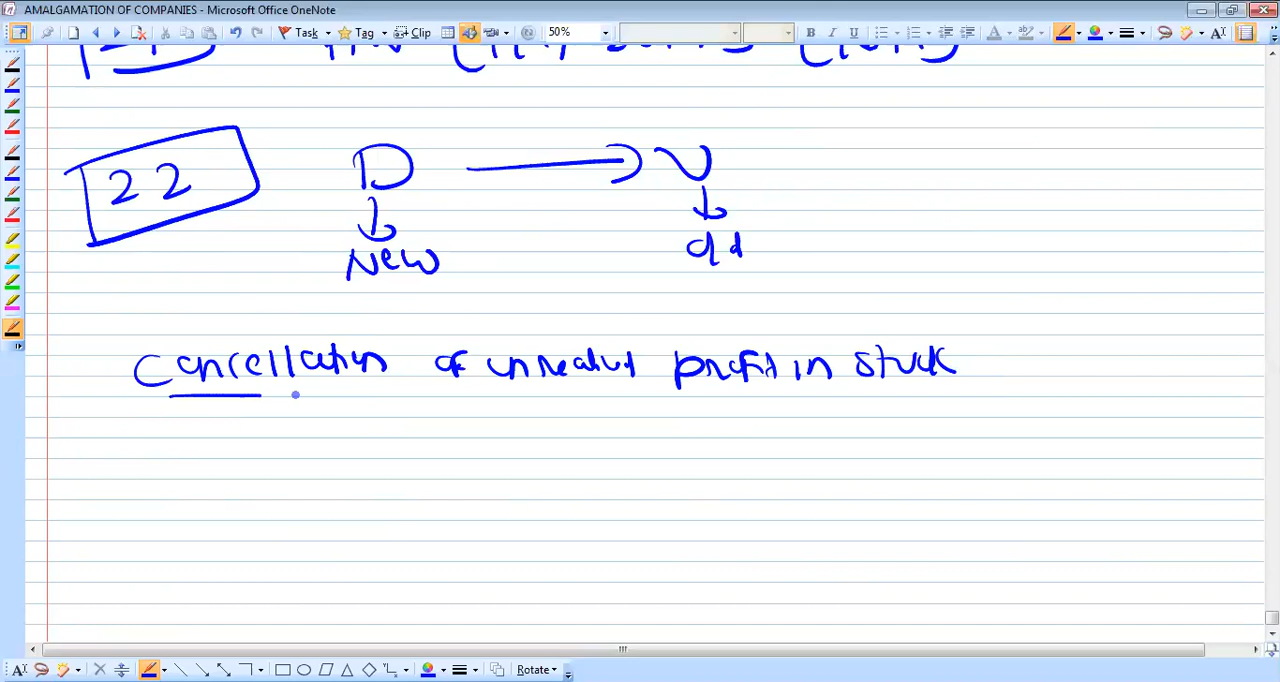 AMALGAMATION OF COMPANIES - Microsoft Office OneNote
Task Tag Clip 50% B I U
22 D V
New old
Cancellation of unrealised profit in stock
Rotate